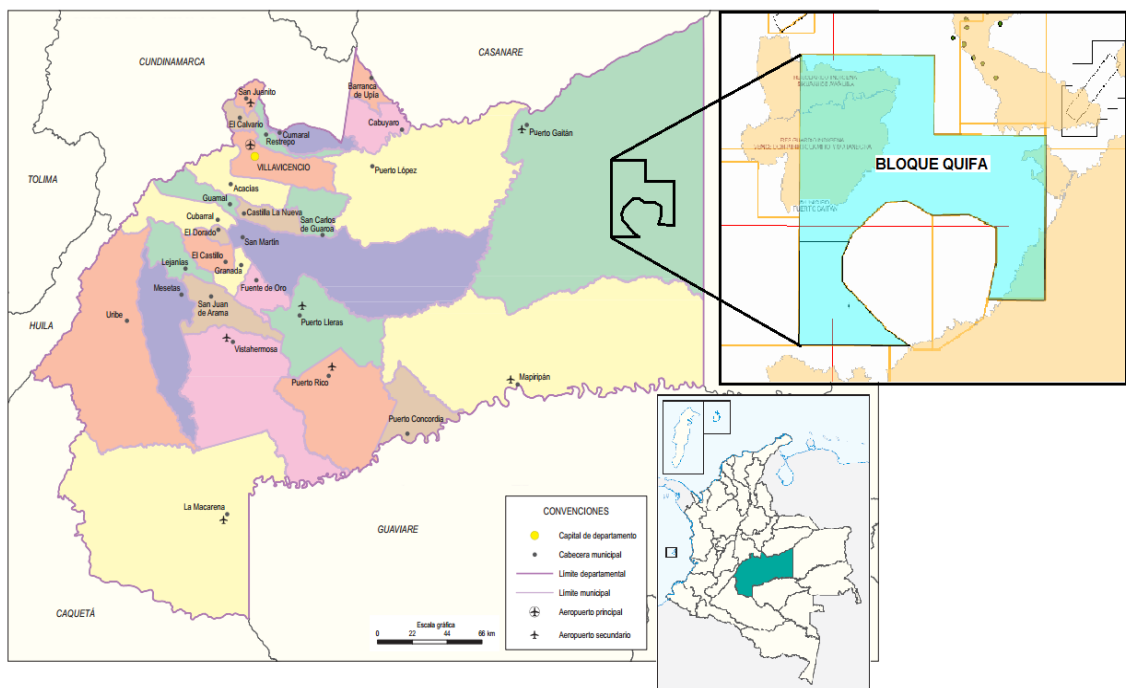 CUNDINAMARCA
CASANARE
TOLIMA
HUILA
CAQUETÁ
GUAVIARE
San Juanito
El Calvario
Restrepo
Cumaral
Barranca
de Upía
Cabuyaro
VILLAVICENCIO
Puerto López
Puerto Gaitán
Acacías
Guamal
Castilla La Nueva
San Carlos
de Guaroa
Cubarral
El Dorado
San Martín
El Castillo
Lejanías
Granada
Fuente de Oro
Mesetas
San Juan
de Arama
Uribe
Puerto Lleras
Vistahermosa
Puerto Rico
Mapiripán
Puerto Concordia
La Macarena
BLOQUE QUIFA
CONVENCIONES
Capital de departamento
Cabecera municipal
Límite departamental
Límite municipal
Aeropuerto principal
Aeropuerto secundario
Escala gráfica
0 22 44 66 km